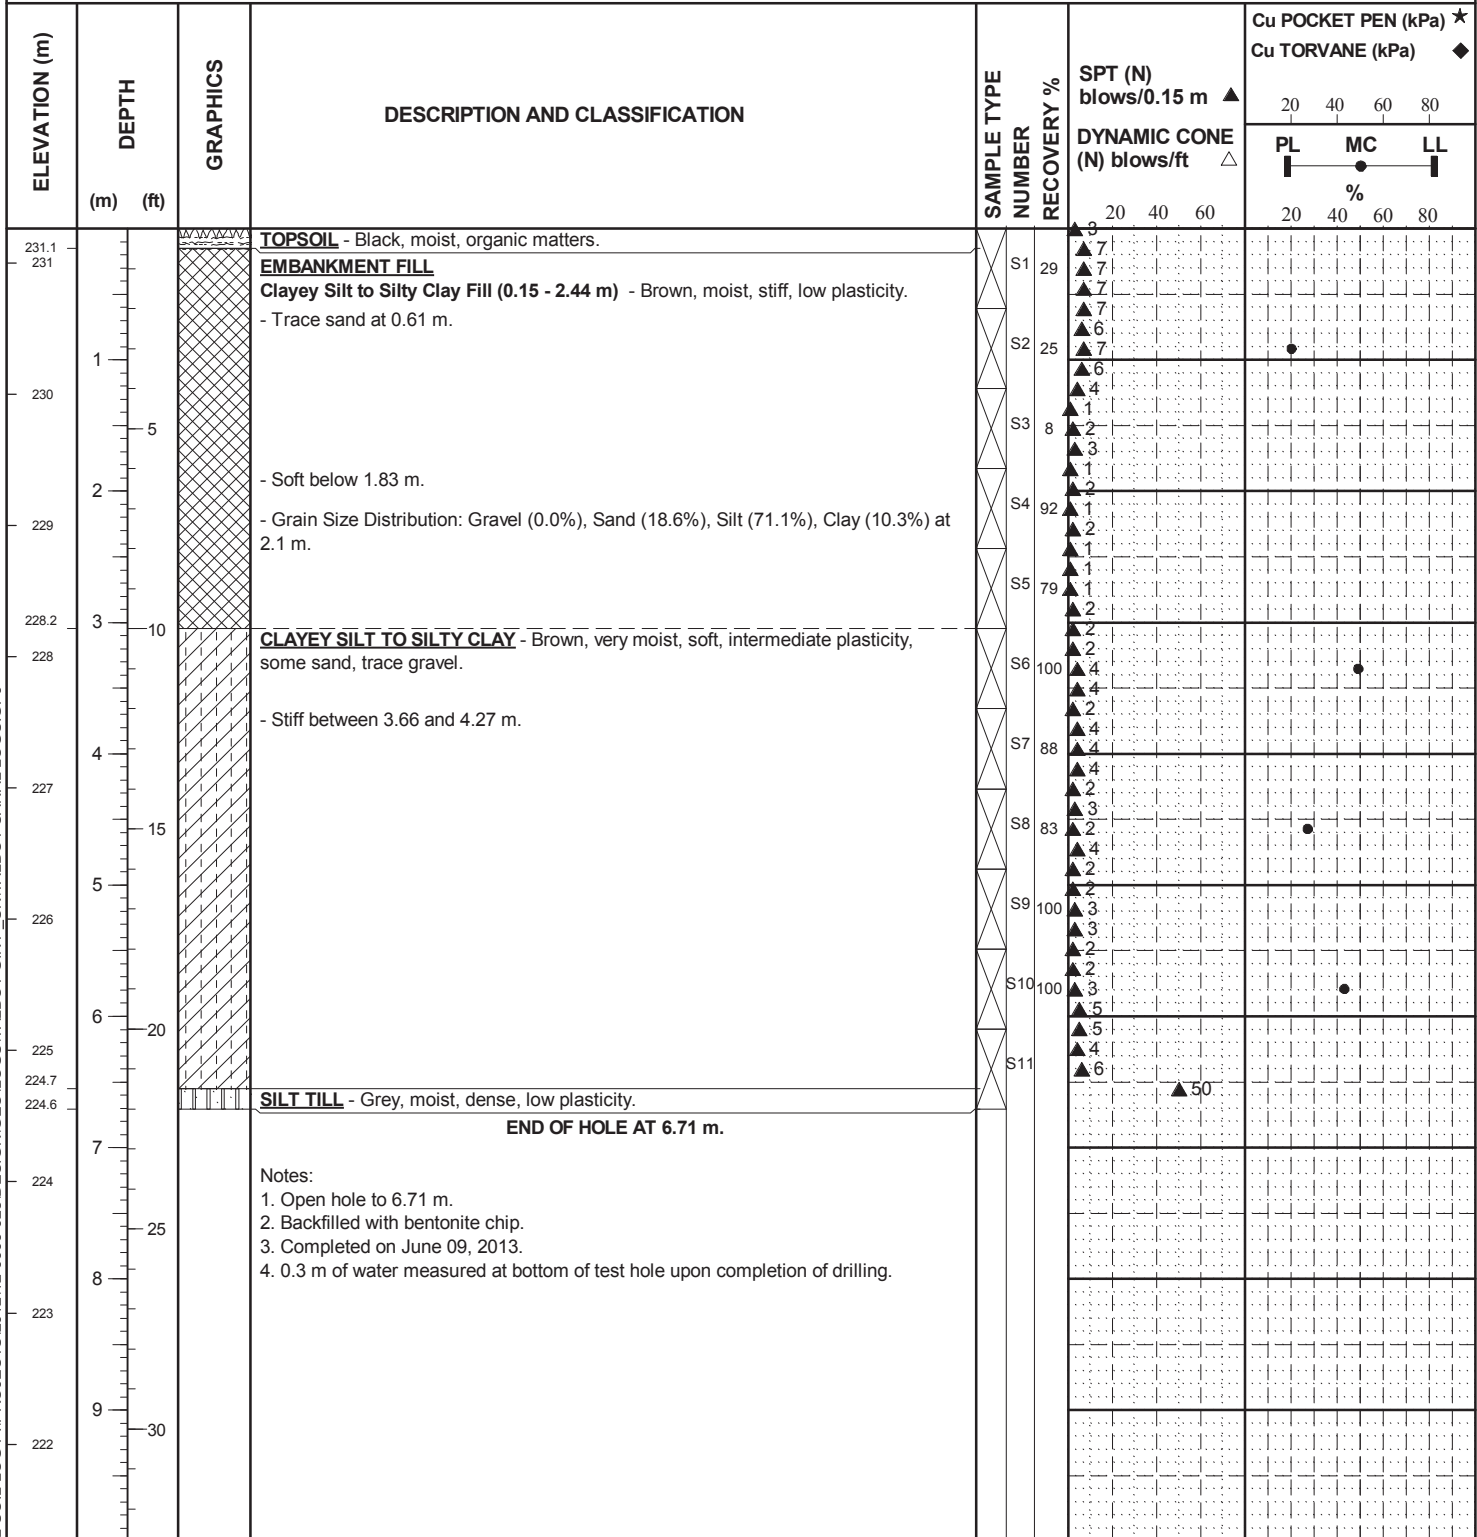 ELEVATION (m)
DEPTH
(m) (ft)
GRAPHICS
DESCRIPTION AND CLASSIFICATION
SAMPLE TYPE
NUMBER
RECOVERY %
SPT (N)
blows/0.15 m ▲
DYNAMIC CONE
(N) blows/ft △
20 40 60
Cu POCKET PEN (kPa) ★
Cu TORVANE (kPa) ◆
20 40 60 80
PL MC LL
%
20 40 60 80
231.1
231
230
229
228.2
228
227
226
225
224.7
224.6
224
223
222
1
2
3
4
5
6
7
8
9
5
10
15
20
25
30
TOPSOIL - Black, moist, organic matters.
EMBANKMENT FILL
Clayey Silt to Silty Clay Fill (0.15 - 2.44 m) - Brown, moist, stiff, low plasticity.
- Trace sand at 0.61 m.
- Soft below 1.83 m.
- Grain Size Distribution: Gravel (0.0%), Sand (18.6%), Silt (71.1%), Clay (10.3%) at
2.1 m.
CLAYEY SILT TO SILTY CLAY - Brown, very moist, soft, intermediate plasticity,
some sand, trace gravel.
- Stiff between 3.66 and 4.27 m.
SILT TILL - Grey, moist, dense, low plasticity.
END OF HOLE AT 6.71 m.
Notes:
1. Open hole to 6.71 m.
2. Backfilled with bentonite chip.
3. Completed on June 09, 2013.
4. 0.3 m of water measured at bottom of test hole upon completion of drilling.
S1 29
S2 25
S3 8
S4 92
S5 79
S6 100
S7 88
S8 83
S9 100
S10 100
S11
3
7
7
7
7
6
7
6
4
1
2
3
1
2
1
2
1
1
1
2
2
2
4
4
2
4
4
4
2
3
2
4
2
2
3
3
2
2
3
5
5
4
6
50